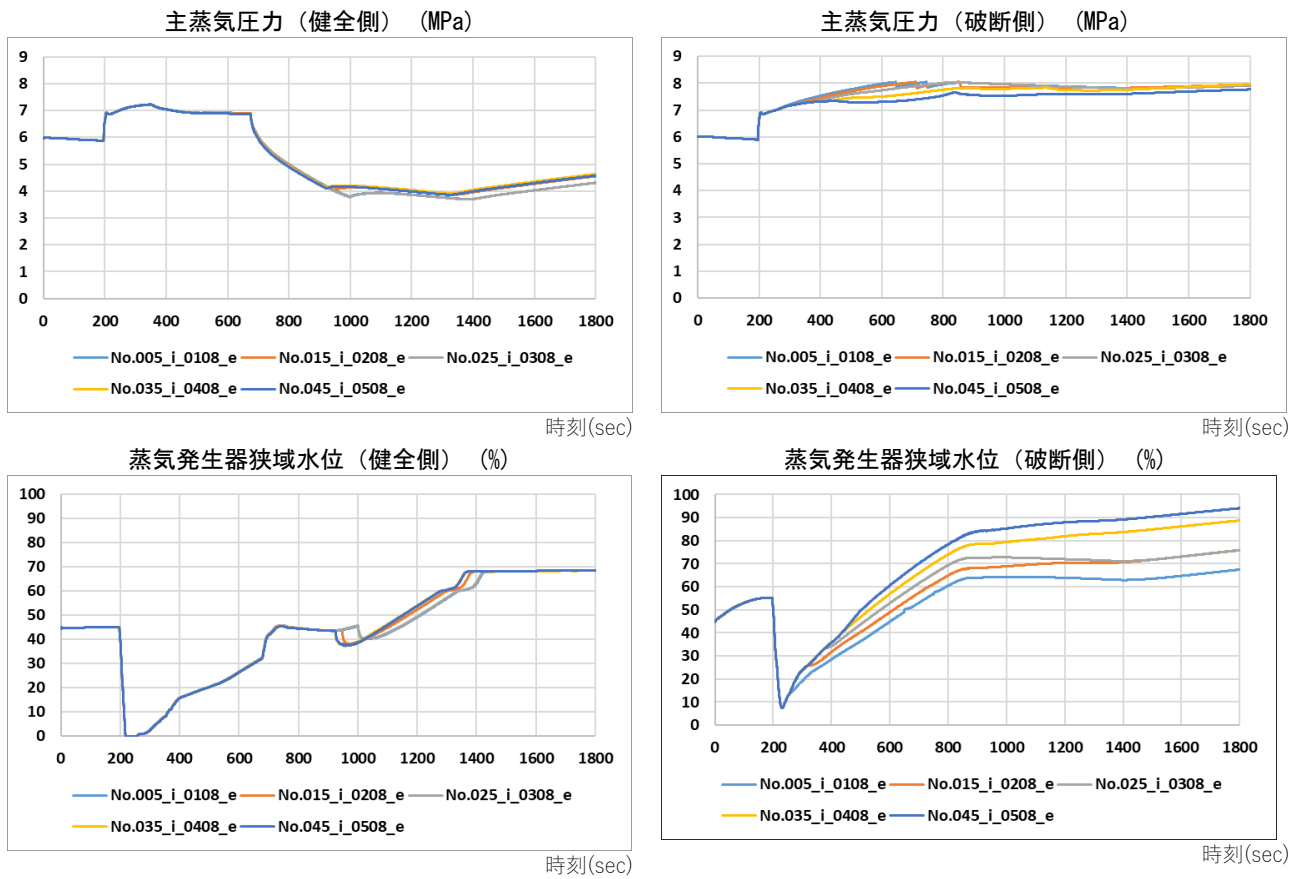 主蒸気圧力（健全側） (MPa)
9
8
7
6
5
4
3
2
1
0
0 200 400 600 800 1000 1200 1400 1600 1800
No.005_i_0108_e No.015_i_0208_e No.025_i_0308_e
No.035_i_0408_e No.045_i_0508_e
時刻(sec)
主蒸気圧力（破断側） (MPa)
9
8
7
6
5
4
3
2
1
0
0 200 400 600 800 1000 1200 1400 1600 1800
No.005_i_0108_e No.015_i_0208_e No.025_i_0308_e
No.035_i_0408_e No.045_i_0508_e
時刻(sec)
蒸気発生器狭域水位（健全側） (%)
100
90
80
70
60
50
40
30
20
10
0
0 200 400 600 800 1000 1200 1400 1600 1800
No.005_i_0108_e No.015_i_0208_e No.025_i_0308_e
No.035_i_0408_e No.045_i_0508_e
時刻(sec)
蒸気発生器狭域水位（破断側） (%)
100
90
80
70
60
50
40
30
20
10
0
0 200 400 600 800 1000 1200 1400 1600 1800
No.005_i_0108_e No.015_i_0208_e No.025_i_0308_e
No.035_i_0408_e No.045_i_0508_e
時刻(sec)